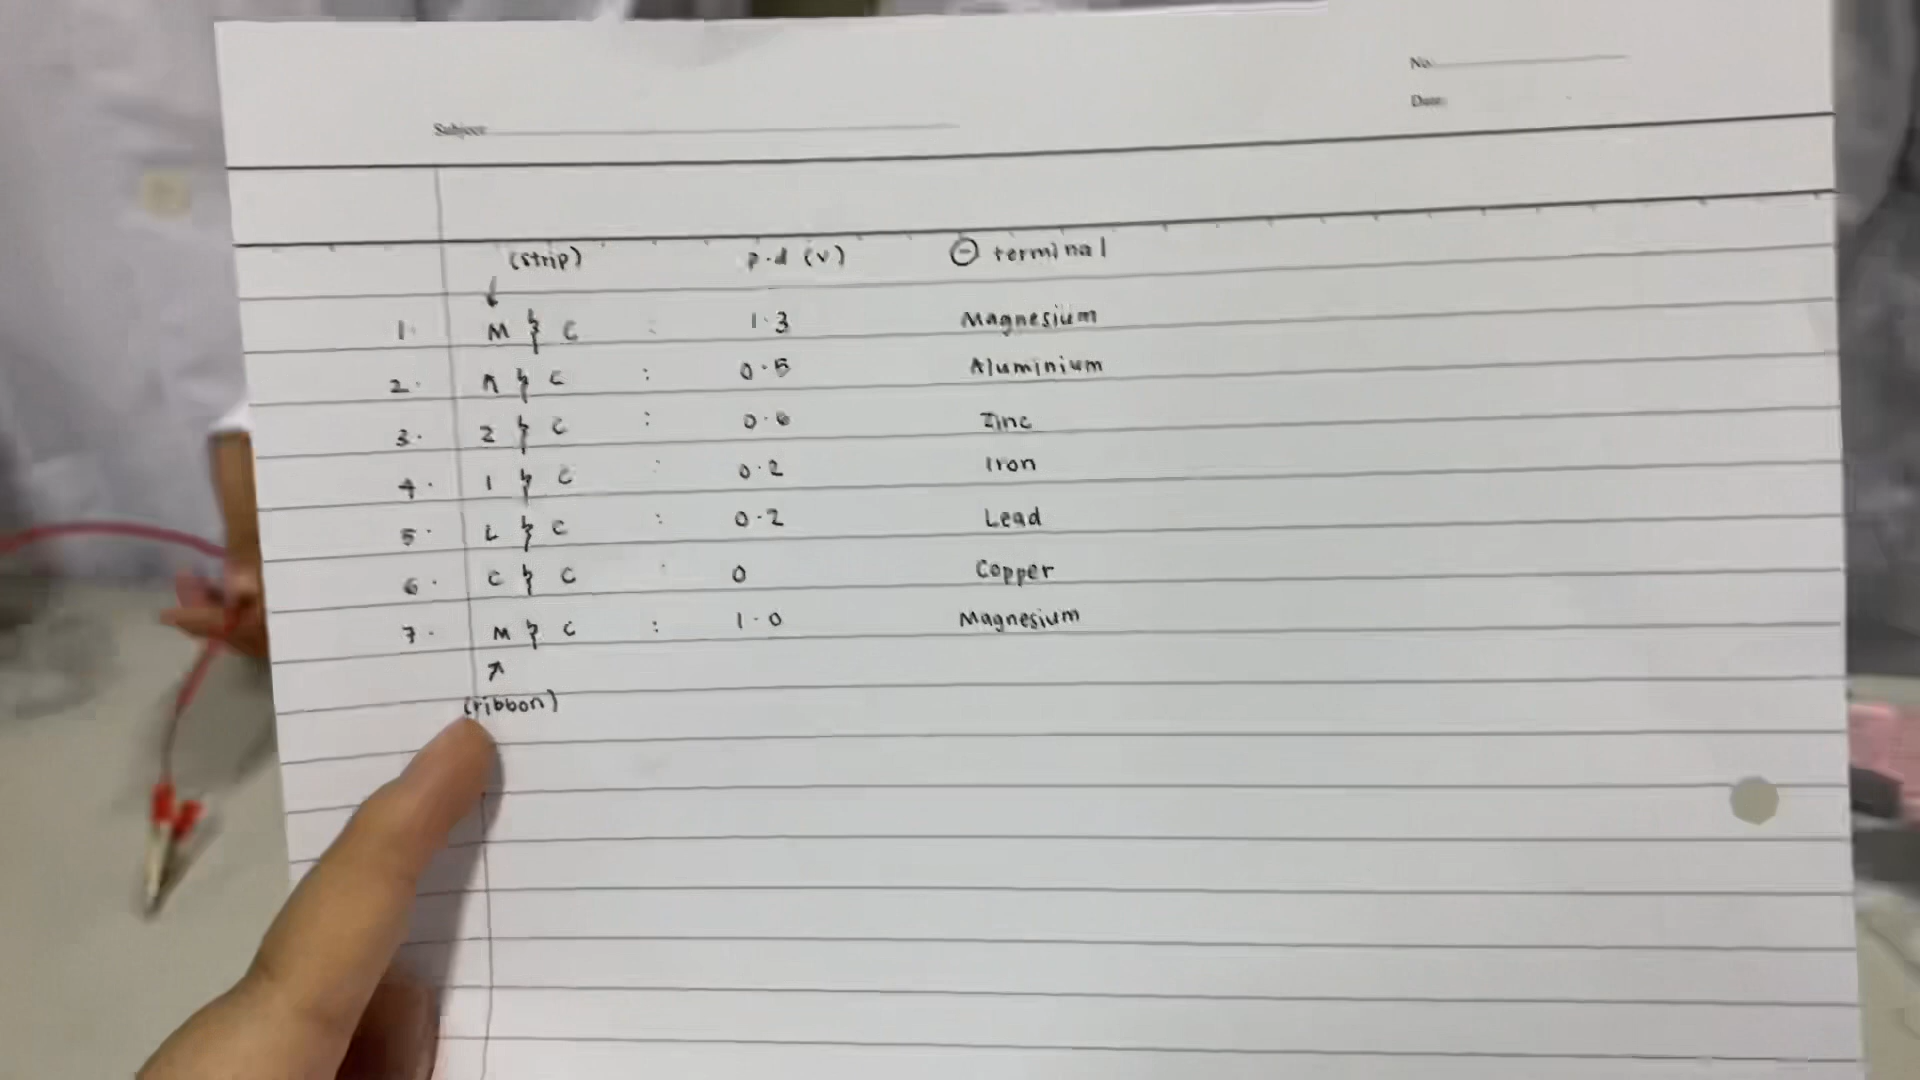 No.
Date:
Subject:
(strip) p.d (v) ⊖ terminal
↓
1. M & C : 1.3 Magnesium
2. A & C : 0.5 Aluminium
3. Z & C : 0.6 Zinc
4. I & C : 0.2 Iron
5. L & C : 0.2 Lead
6. C & C : 0 Copper
7. M & C : 1.0 Magnesium
↗
(ribbon)